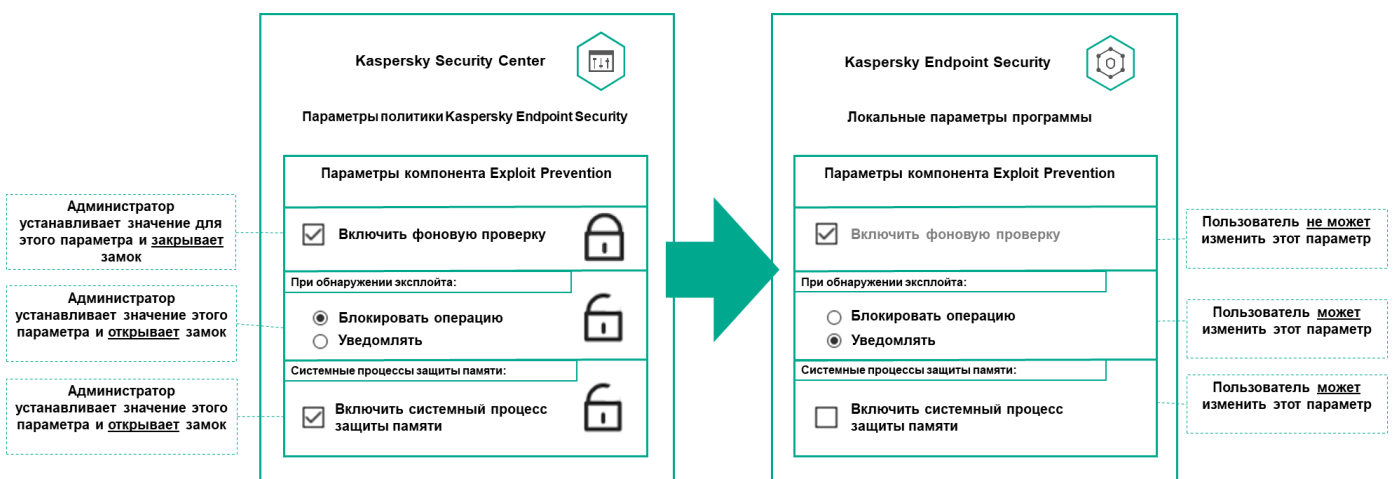 Kaspersky Security Center
Параметры политики Kaspersky Endpoint Security
Параметры компонента Exploit Prevention
Администратор
устанавливает значение для
этого параметра и закрывает
замок
Включить фоновую проверку
При обнаружении эксплойта:
Администратор
устанавливает значение этого
параметра и открывает замок
Блокировать операцию
Уведомлять
Системные процессы защиты памяти:
Администратор
устанавливает значение этого
параметра и открывает замок
Включить системный процесс
защиты памяти
Kaspersky Endpoint Security
Локальные параметры программы
Параметры компонента Exploit Prevention
Включить фоновую проверку
Пользователь не может
изменить этот параметр
При обнаружении эксплойта:
Блокировать операцию
Уведомлять
Пользователь может
изменить этот параметр
Системные процессы защиты памяти:
Включить системный процесс
защиты памяти
Пользователь может
изменить этот параметр